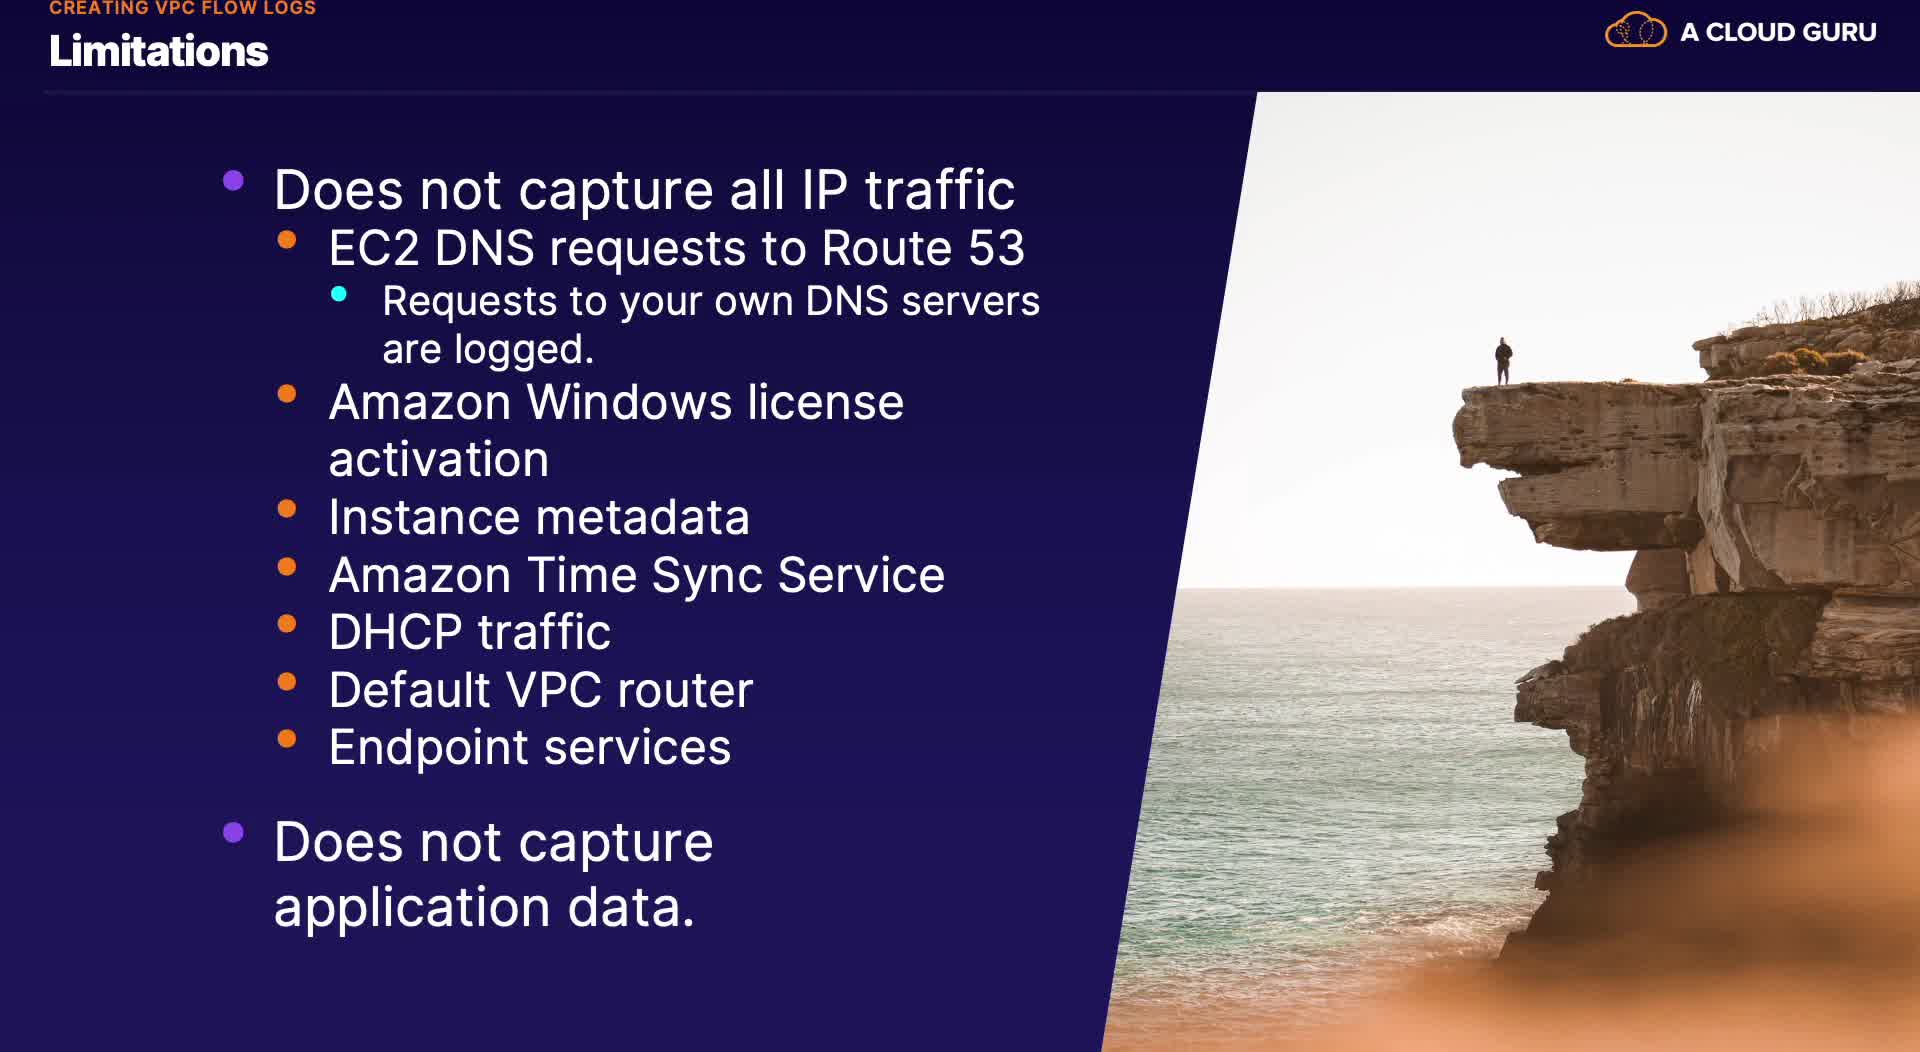 CREATING VPC FLOW LOGS
Limitations
A CLOUD GURU
Does not capture all IP traffic
EC2 DNS requests to Route 53
Requests to your own DNS servers
are logged.
Amazon Windows license
activation
Instance metadata
Amazon Time Sync Service
DHCP traffic
Default VPC router
Endpoint services
Does not capture
application data.